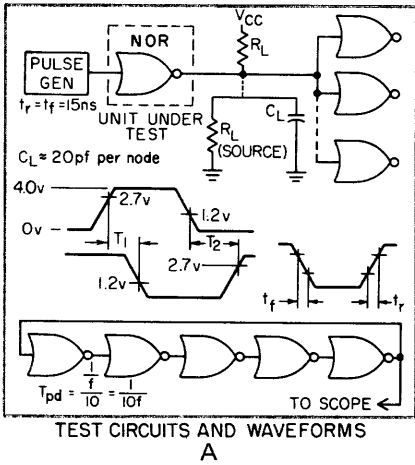 VCC
RL
NOR
PULSE
GEN
tr = tf = 15ns
UNIT UNDER
TEST
RL
(SOURCE)
CL
CL ≈ 20pf per node
4.0v
2.7v
1.2v
0v
T1
T2
2.7v
1.2v
tf
tr
Tpd = 1/f/10 = 1/10f
TO SCOPE
TEST CIRCUITS AND WAVEFORMS
A